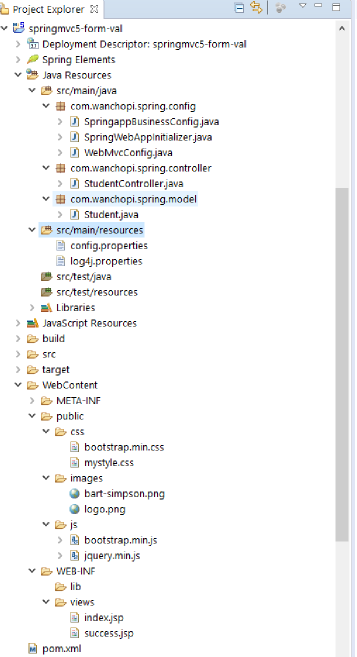 Project Explorer
springmvc5-form-val
Deployment Descriptor: springmvc5-form-val
Spring Elements
Java Resources
src/main/java
com.wanchopi.spring.config
SpringappBusinessConfig.java
SpringWebAppInitializer.java
WebMvcConfig.java
com.wanchopi.spring.controller
StudentController.java
com.wanchopi.spring.model
Student.java
src/main/resources
config.properties
log4j.properties
src/test/java
src/test/resources
Libraries
JavaScript Resources
build
src
target
WebContent
META-INF
public
css
bootstrap.min.css
mystyle.css
images
bart-simpson.png
logo.png
js
bootstrap.min.js
jquery.min.js
WEB-INF
lib
views
index.jsp
success.jsp
pom.xml